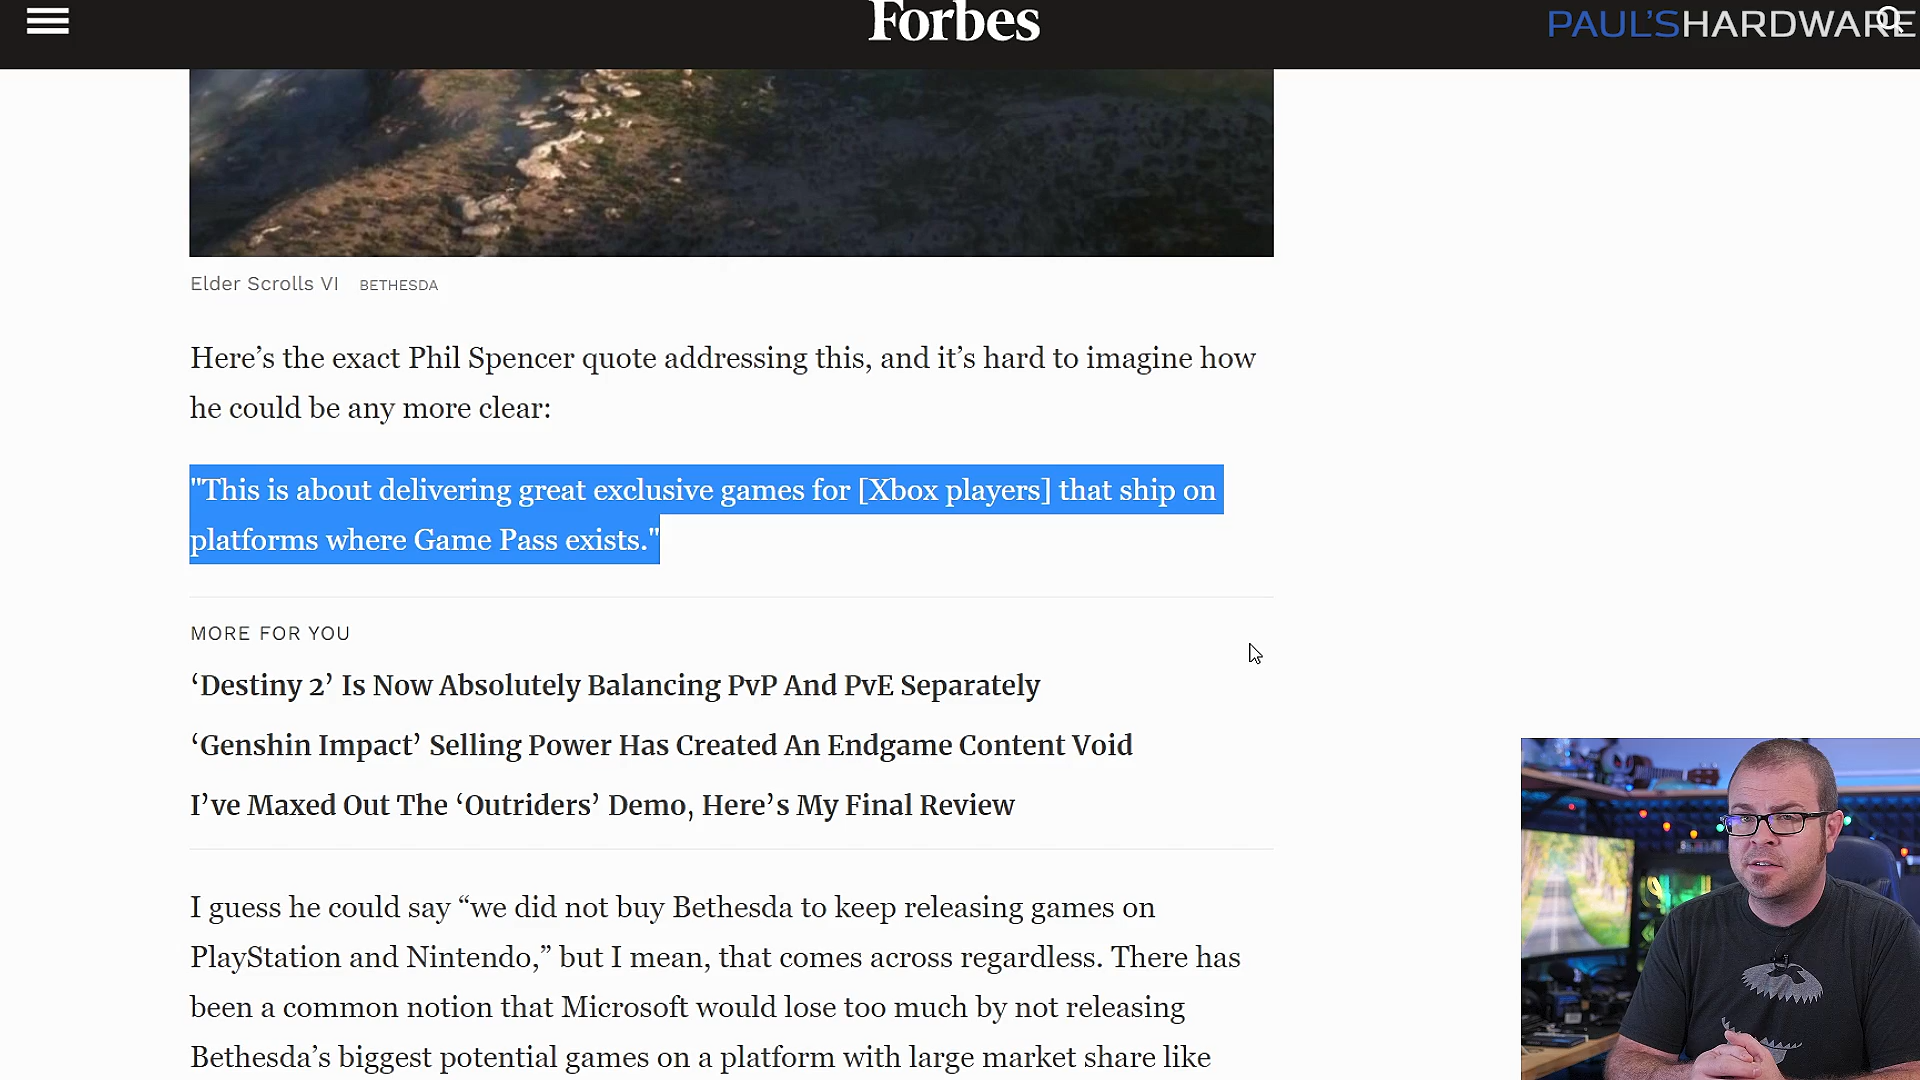 Forbes
PAUL'SHARDWARE
Elder Scrolls VI BETHESDA
Here’s the exact Phil Spencer quote addressing this, and it’s hard to imagine how
he could be any more clear:
"This is about delivering great exclusive games for [Xbox players] that ship on
platforms where Game Pass exists."
MORE FOR YOU
‘Destiny 2’ Is Now Absolutely Balancing PvP And PvE Separately
‘Genshin Impact’ Selling Power Has Created An Endgame Content Void
I’ve Maxed Out The ‘Outriders’ Demo, Here’s My Final Review
I guess he could say “we did not buy Bethesda to keep releasing games on
PlayStation and Nintendo,” but I mean, that comes across regardless. There has
been a common notion that Microsoft would lose too much by not releasing
Bethesda’s biggest potential games on a platform with large market share like